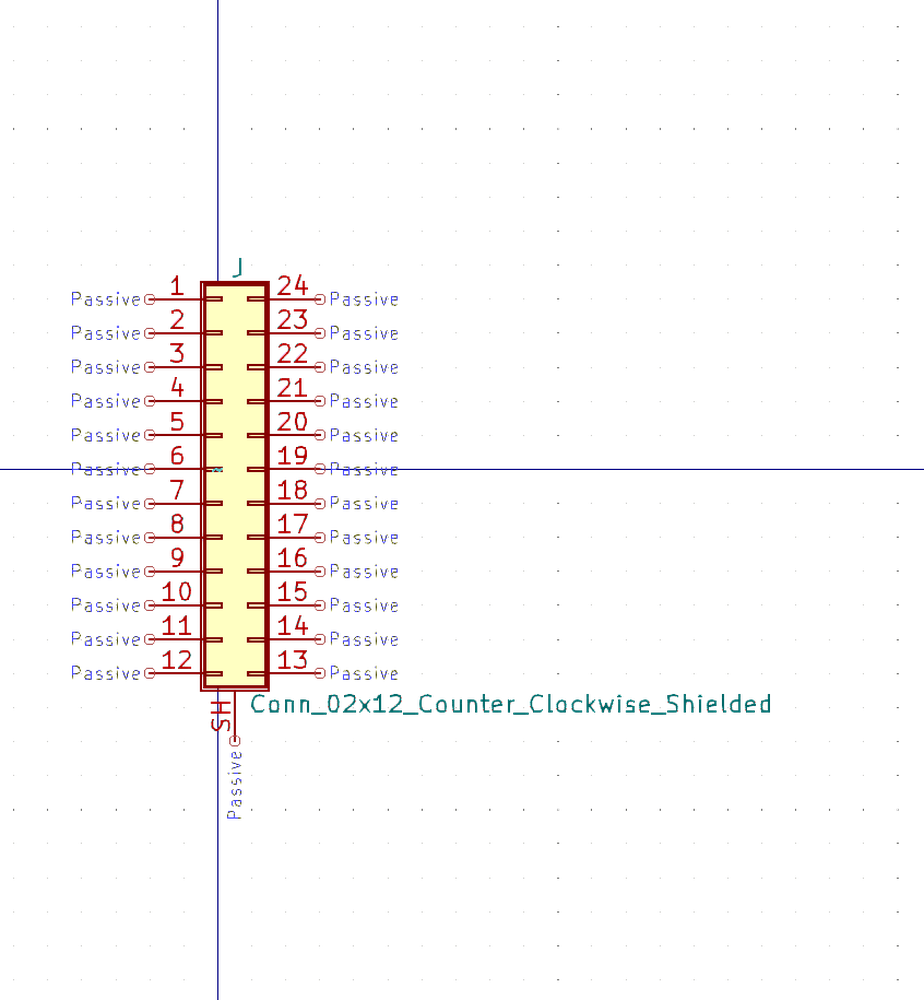 J
Passive 1 24 Passive
Passive 2 23 Passive
Passive 3 22 Passive
Passive 4 21 Passive
Passive 5 20 Passive
Passive 6 19 Passive
Passive 7 18 Passive
Passive 8 17 Passive
Passive 9 16 Passive
Passive 10 15 Passive
Passive 11 14 Passive
Passive 12 13 Passive
SH
Conn_02x12_Counter_Clockwise_Shielded
Passive